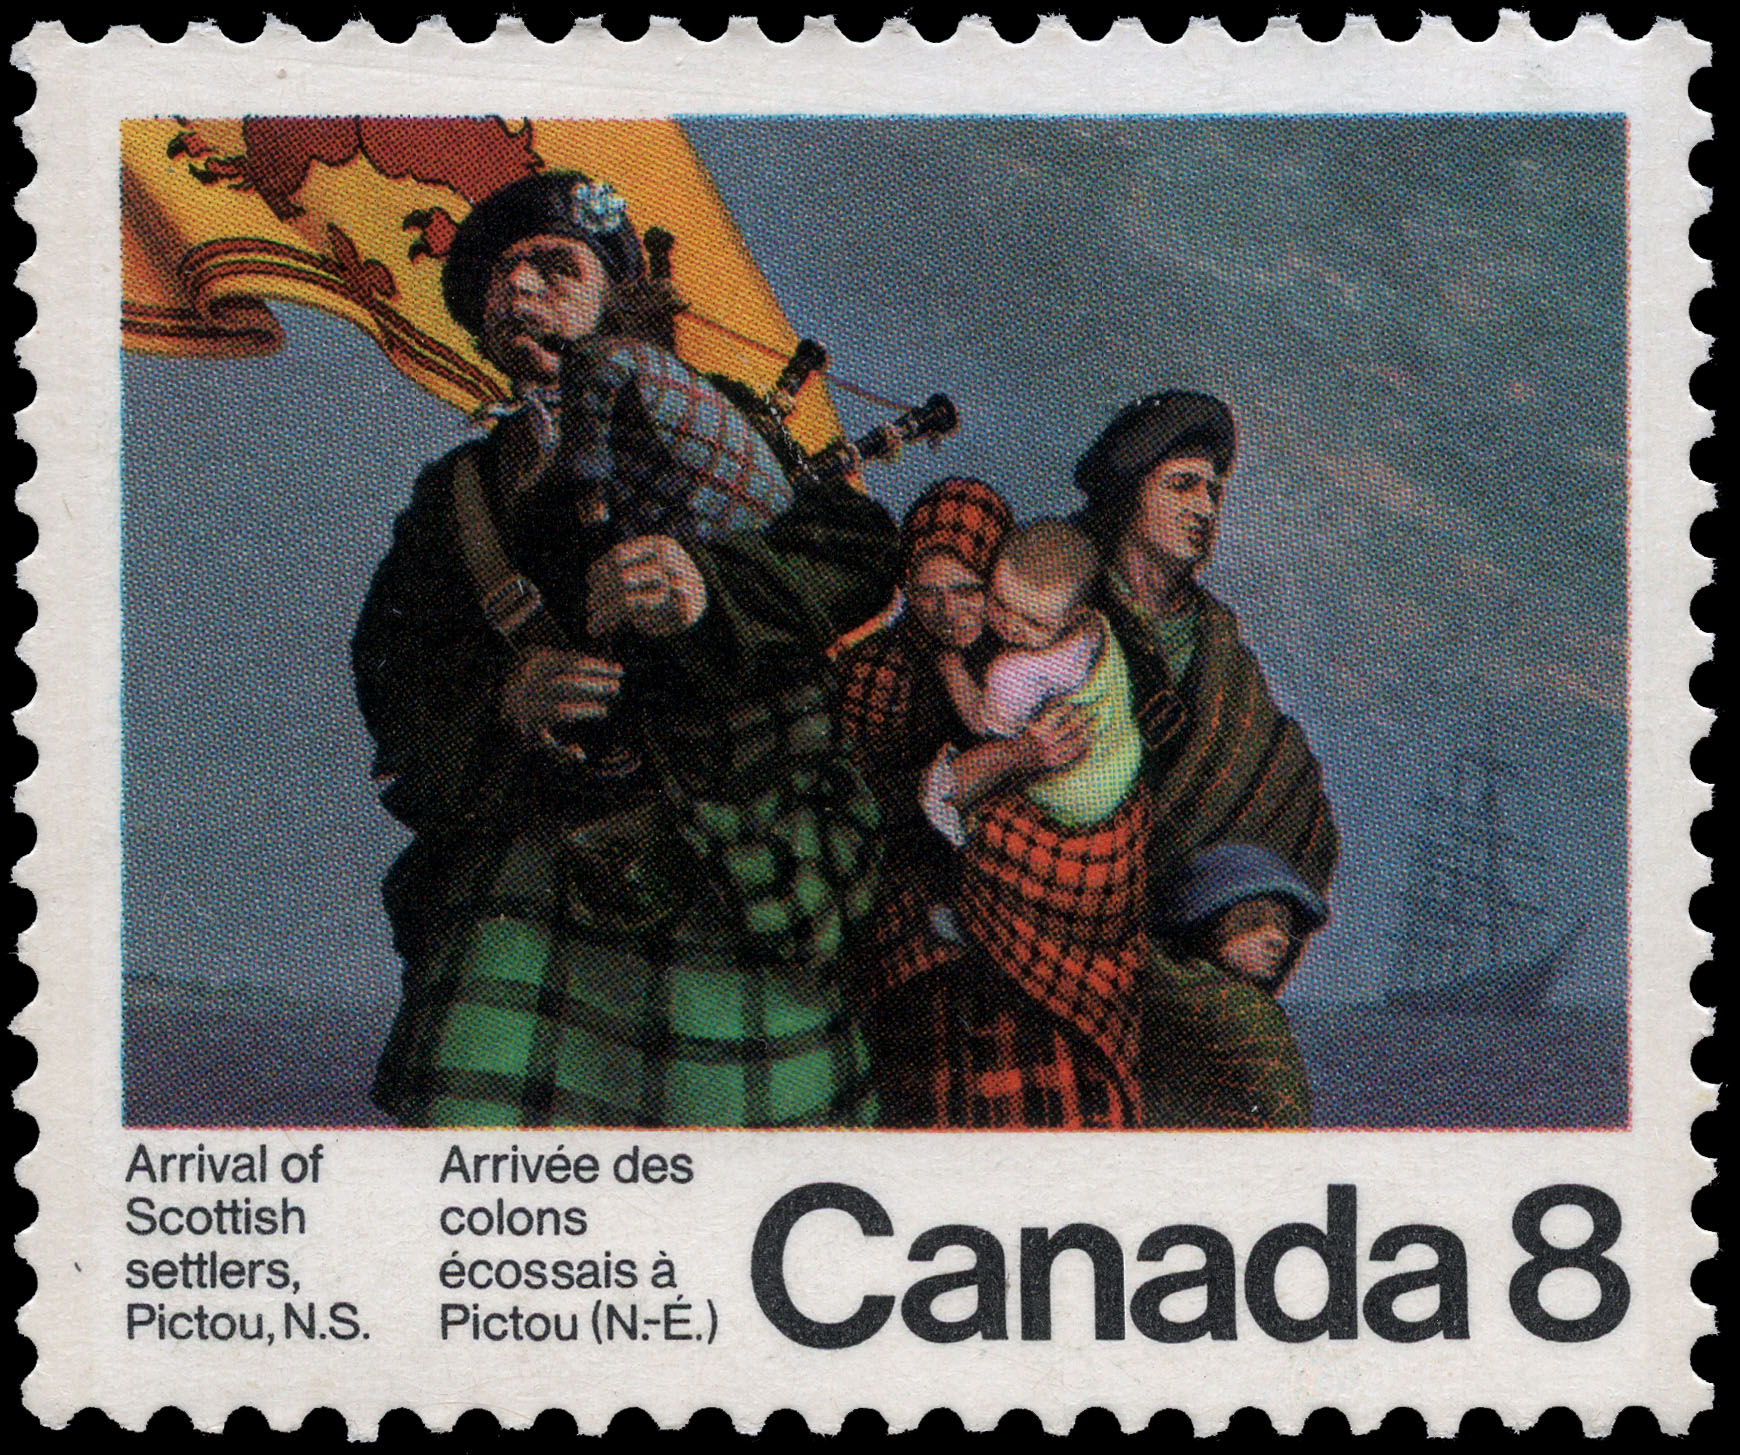 Arrival of
Scottish
settlers,
Pictou, N.S.
Arrivée des
colons
écossais à
Pictou (N.-É.)
Canada 8